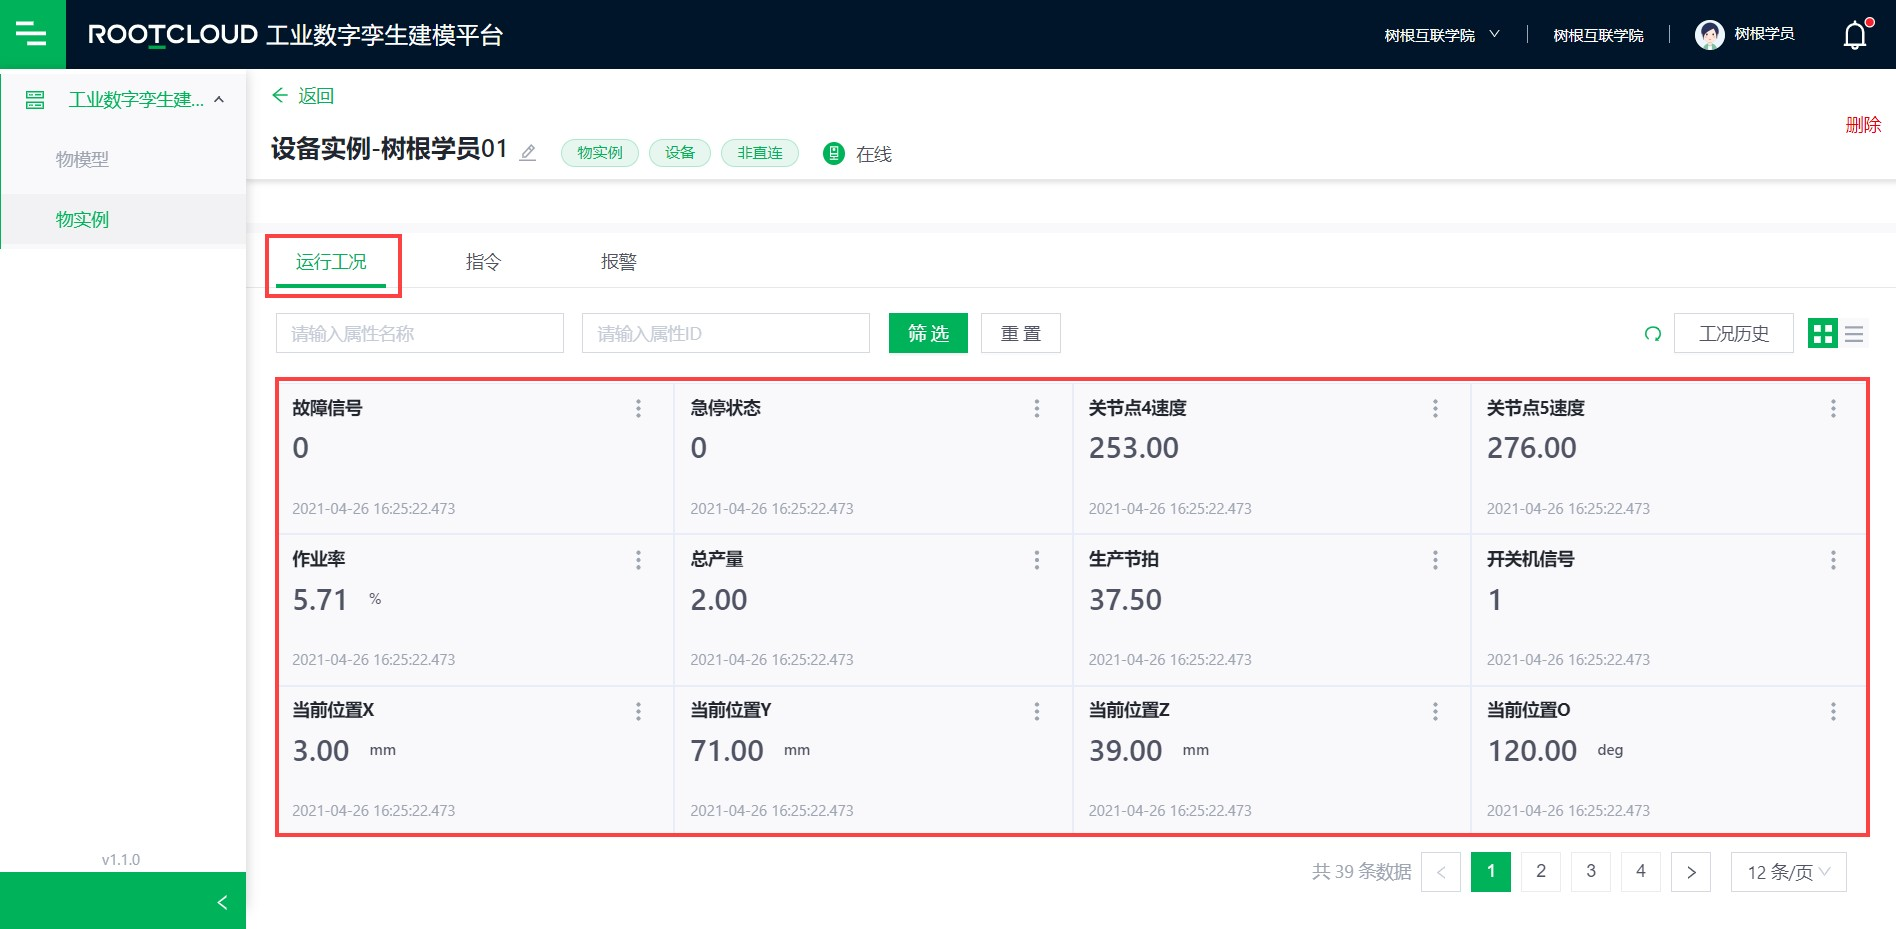 ROOTCLOUD 工业数字孪生建模平台
树根互联学院
树根互联学院
树根学员
工业数字孪生建...
物模型
物实例
v1.1.0
返回
删除
设备实例-树根学员01
物实例
设备
非直连
在线
运行工况
指令
报警
请输入属性名称
请输入属性ID
筛 选
重 置
工况历史
故障信号
0
2021-04-26 16:25:22.473
急停状态
0
2021-04-26 16:25:22.473
关节点4速度
253.00
2021-04-26 16:25:22.473
关节点5速度
276.00
2021-04-26 16:25:22.473
作业率
5.71 %
2021-04-26 16:25:22.473
总产量
2.00
2021-04-26 16:25:22.473
生产节拍
37.50
2021-04-26 16:25:22.473
开关机信号
1
2021-04-26 16:25:22.473
当前位置X
3.00 mm
2021-04-26 16:25:22.473
当前位置Y
71.00 mm
2021-04-26 16:25:22.473
当前位置Z
39.00 mm
2021-04-26 16:25:22.473
当前位置O
120.00 deg
2021-04-26 16:25:22.473
共 39 条数据 < 1 2 3 4 > 12 条/页